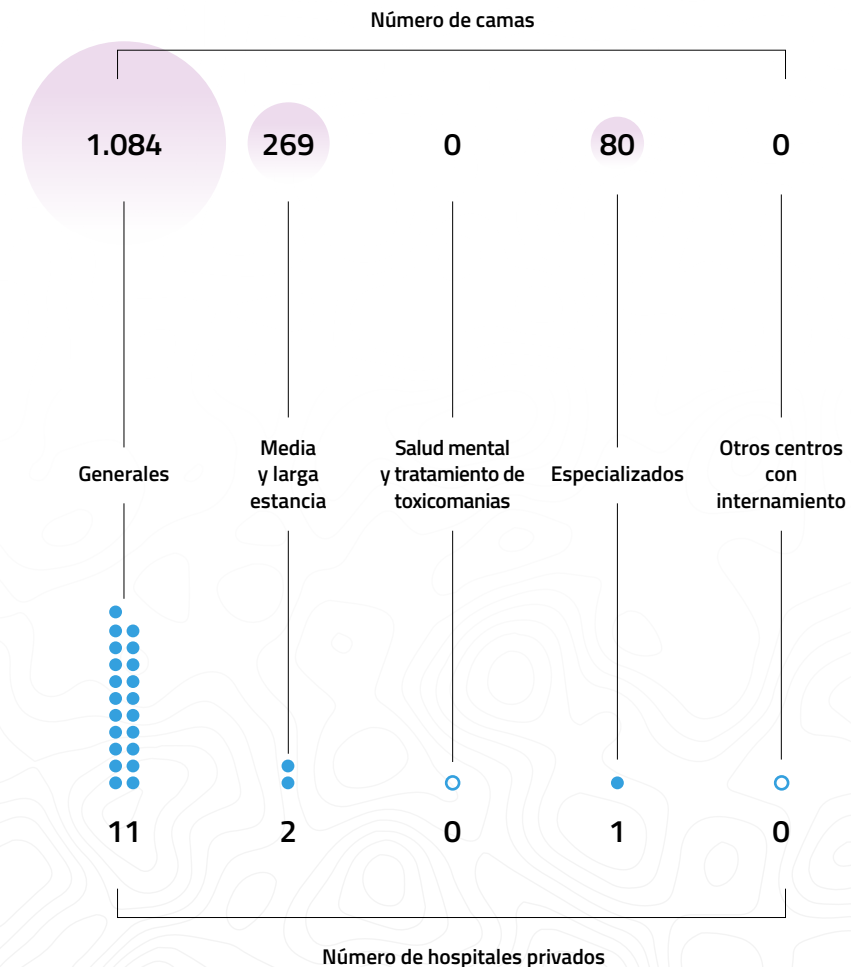 Número de camas
1.084 269 0 80 0
Generales
Media
y larga
estancia
Salud mental
y tratamiento de
toxicomanias
Especializados
Otros centros
con
internamiento
11 2 0 1 0
Número de hospitales privados